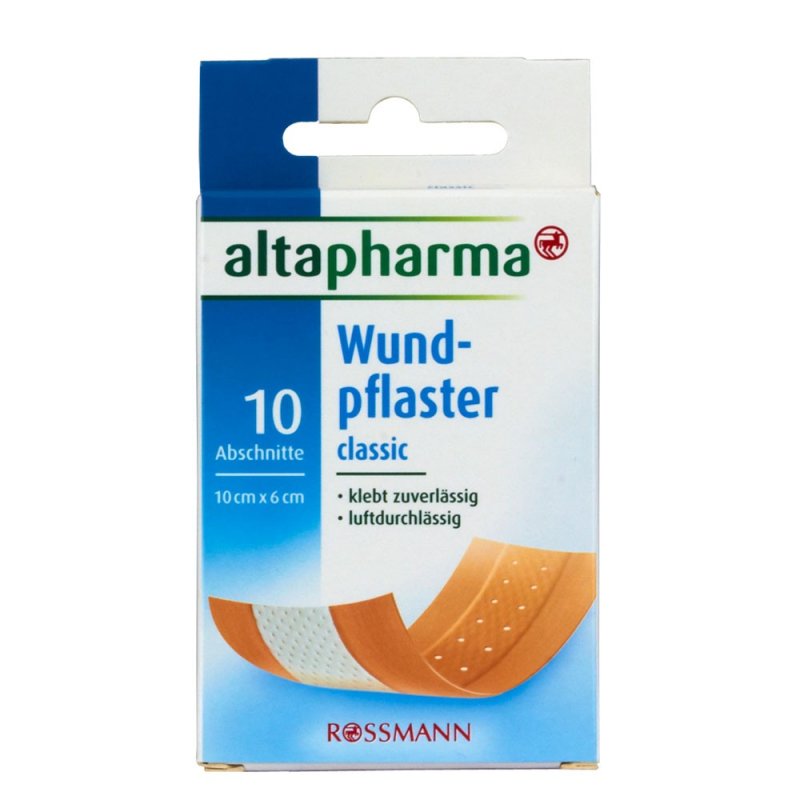 altapharma
Wund-
pflaster
classic
10
Abschnitte
10 cm x 6 cm
• klebt zuverlässig
• luftdurchlässig
ROSSMANN